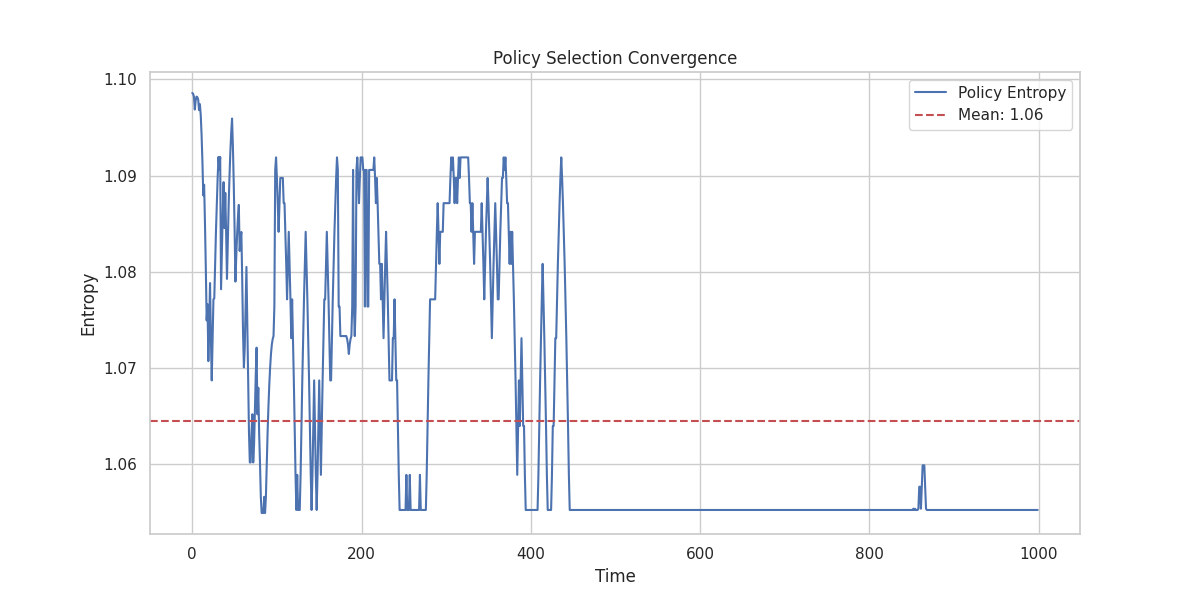 Policy Selection Convergence
Entropy
1.10
1.09
1.08
1.07
1.06
Policy Entropy
Mean: 1.06
0
200
400
600
800
1000
Time